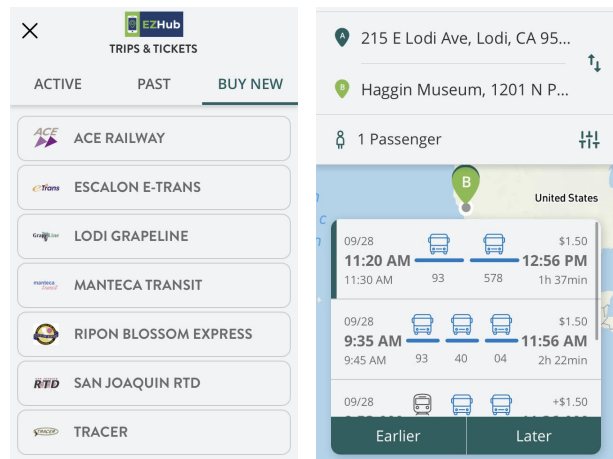 EZHub
TRIPS & TICKETS
ACTIVE PAST BUY NEW
ACE ACE RAILWAY
eTrans ESCALON E-TRANS
GrapeLine LODI GRAPELINE
manteca transit MANTECA TRANSIT
RIPON BLOSSOM EXPRESS
RTD SAN JOAQUIN RTD
TRACER TRACER
A 215 E Lodi Ave, Lodi, CA 95...
B Haggin Museum, 1201 N P...
1 Passenger
B
United States
09/28 $1.50
11:20 AM 12:56 PM
11:30 AM 93 578 1h 37min
09/28 $1.50
9:35 AM 11:56 AM
9:45 AM 93 40 04 2h 22min
09/28 +$1.50
Earlier Later